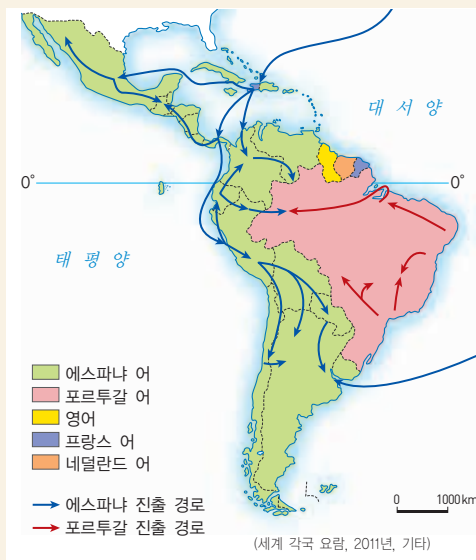 대 서 양
0°
0°
태 평 양
에스파냐 어
포르투갈 어
영어
프랑스 어
네덜란드 어
에스파냐 진출 경로
포르투갈 진출 경로
0 1000km
(세계 각국 요람, 2011년, 기타)